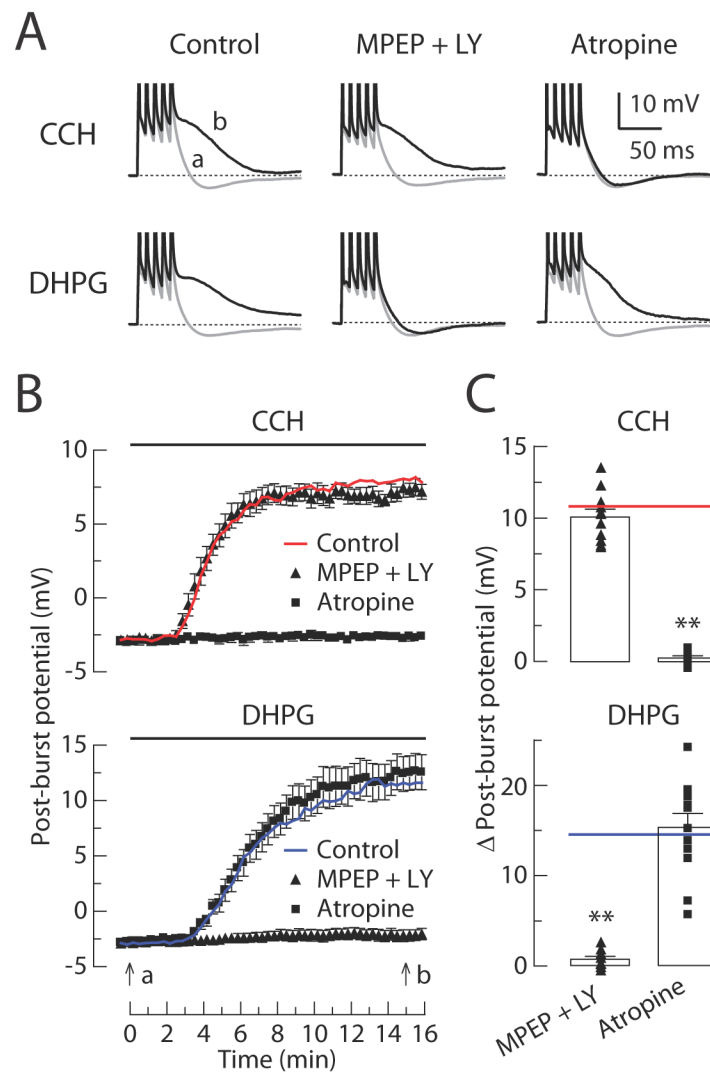 A
Control MPEP + LY Atropine
CCH
b
a
10 mV
50 ms
DHPG
B
CCH
10
5
0
–5
Control
MPEP + LY
Atropine
Post-burst potential (mV)
DHPG
15
10
5
0
–5
Control
MPEP + LY
Atropine
a
b
0 2 4 6 8 10 12 14 16
Time (min)
C
CCH
15
10
5
0
**
Δ Post-burst potential (mV)
DHPG
20
10
0
**
MPEP + LY
Atropine